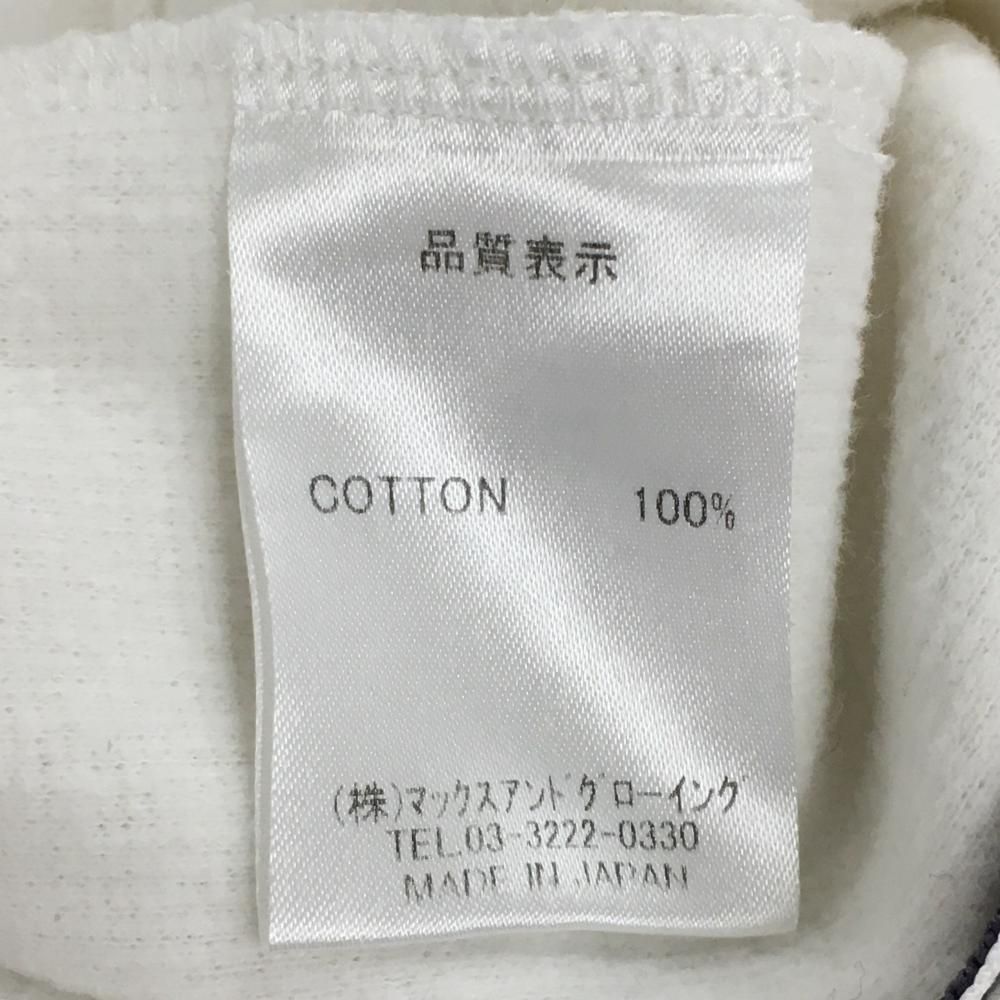 品質表示
COTTON 100%
(株)マックスアンドグローイング
TEL.03-3222-0330
MADE IN JAPAN